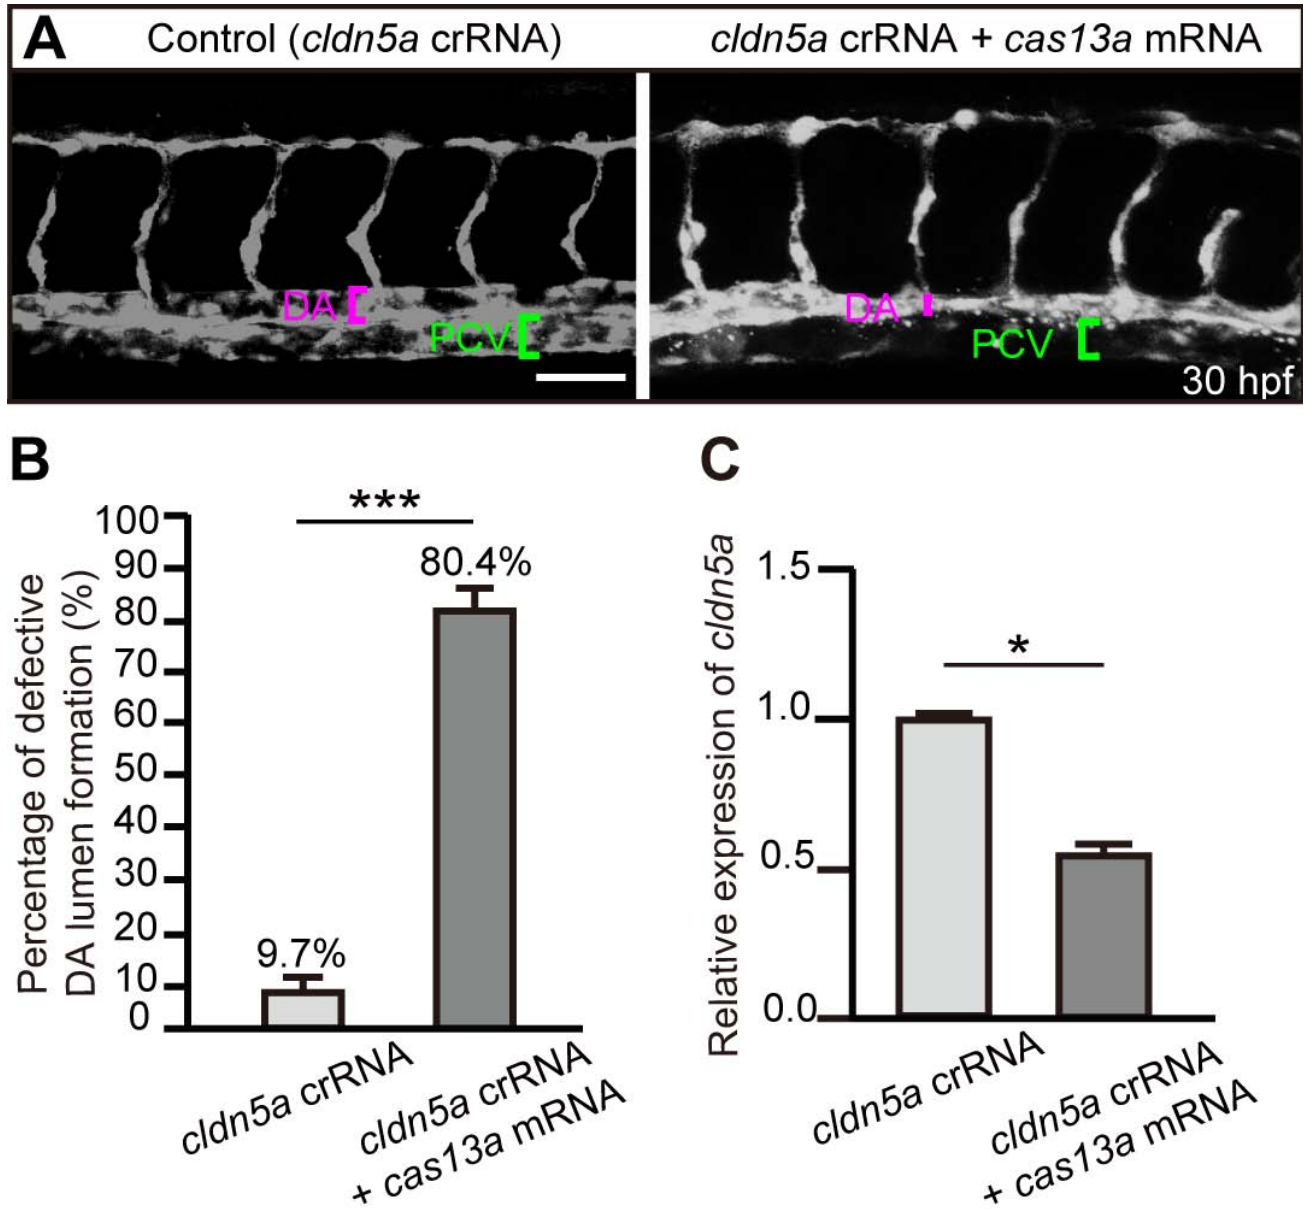 A
Control (cldn5a crRNA)
cldn5a crRNA + cas13a mRNA
DA
PCV
DA
PCV
30 hpf
B
Percentage of defective
DA lumen formation (%)
100
90
80
70
60
50
40
30
20
10
0
***
9.7%
80.4%
cldn5a crRNA
cldn5a crRNA
+ cas13a mRNA
C
Relative expression of cldn5a
1.5
1.0
0.5
0.0
*
cldn5a crRNA
cldn5a crRNA
+ cas13a mRNA